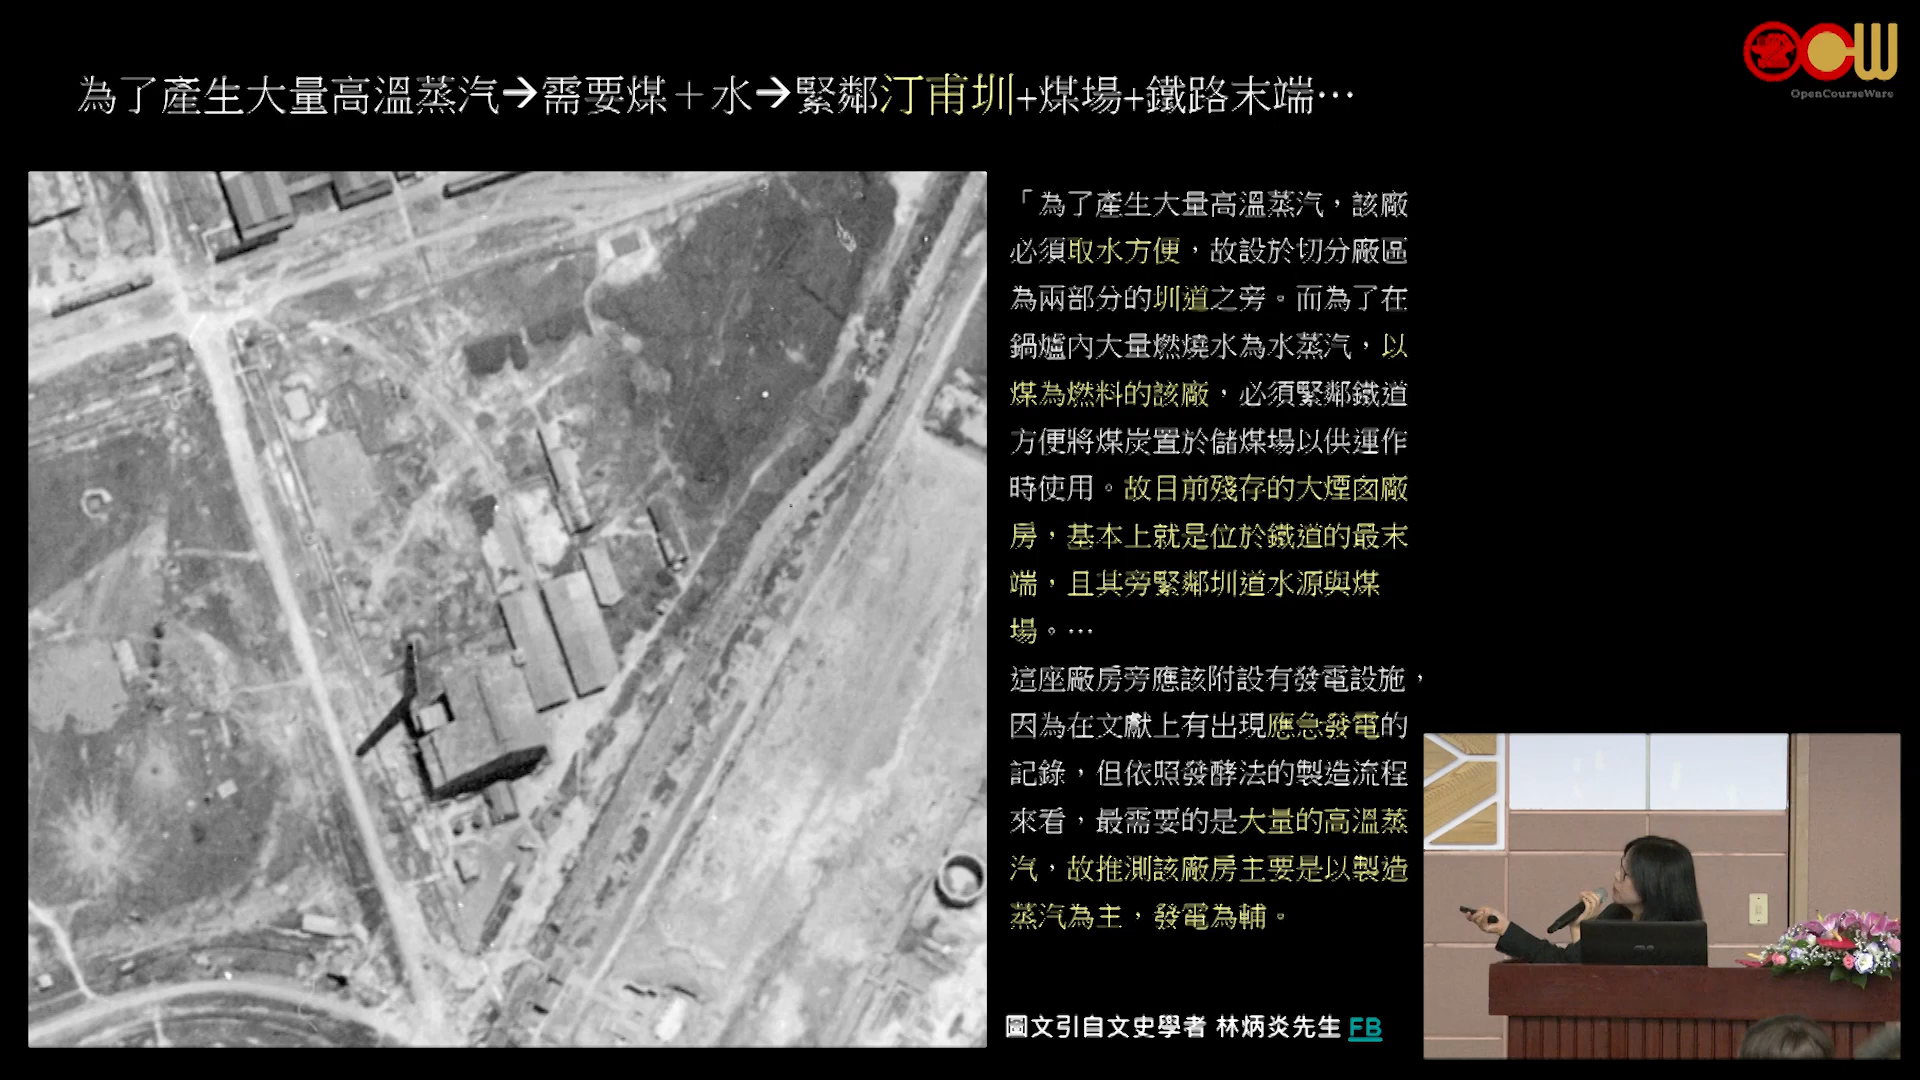 為了產生大量高溫蒸汽→需要煤＋水→緊鄰汀甫圳+煤場+鐵路末端…
OpenCourseWare
「為了產生大量高溫蒸汽，該廠
必須取水方便，故設於切分廠區
為兩部分的圳道之旁。而為了在
鍋爐內大量燃燒水為水蒸汽，以
煤為燃料的該廠，必須緊鄰鐵道
方便將煤炭置於儲煤場以供運作
時使用。故目前殘存的大煙囪廠
房，基本上就是位於鐵道的最末
端，且其旁緊鄰圳道水源與煤
場。…
這座廠房旁應該附設有發電設施，
因為在文獻上有出現應急發電的
記錄，但依照發酵法的製造流程
來看，最需要的是大量的高溫蒸
汽，故推測該廠房主要是以製造
蒸汽為主，發電為輔。
圖文引自文史學者 林炳炎先生 FB